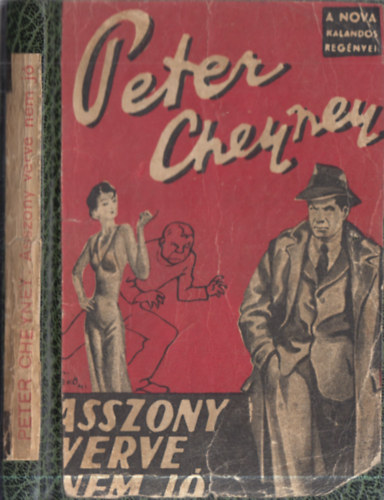 PETER CHEYNEY Asszony verve nem jó
A NOVA
KALANDOS
REGÉNYEI
Peter
Cheyney
ASSZONY
VERVE
NEM JÓ